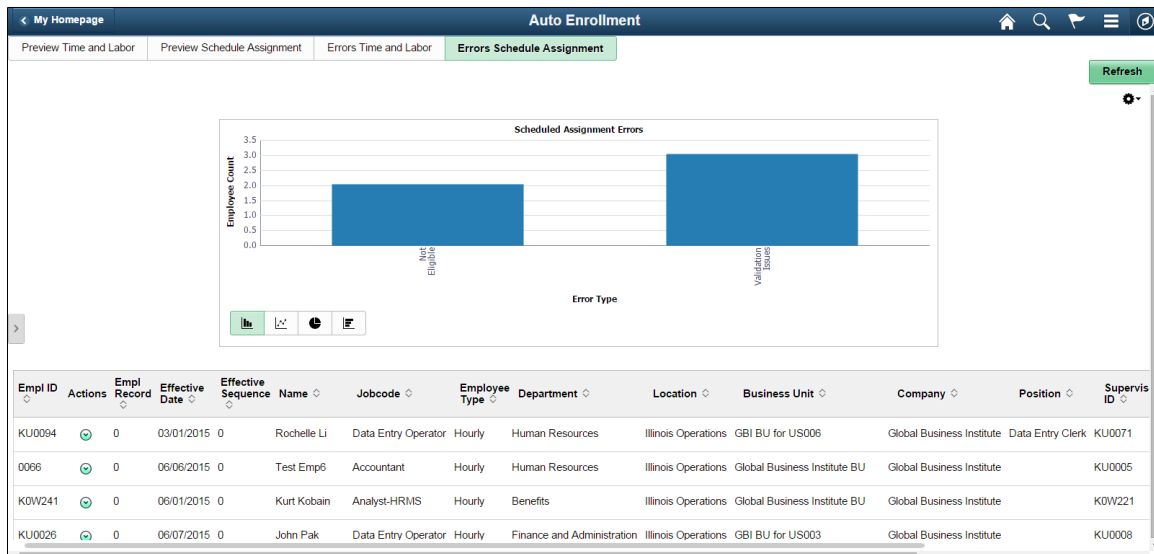 My Homepage
Auto Enrollment
Preview Time and Labor
Preview Schedule Assignment
Errors Time and Labor
Errors Schedule Assignment
Refresh
Scheduled Assignment Errors
Employee Count
3.5
3.0
2.5
2.0
1.5
1.0
0.5
0.0
Not
Eligible
Validation
Issues
Error Type
Empl ID Actions Empl Record Effective Date Effective Sequence Name Jobcode Employee Type Department Location Business Unit Company Position Supervis ID
KU0094 0 03/01/2015 0 Rochelle Li Data Entry Operator Hourly Human Resources Illinois Operations GBI BU for US006 Global Business Institute Data Entry Clerk KU0071
0066 0 06/06/2015 0 Test Emp6 Accountant Hourly Human Resources Illinois Operations Global Business Institute BU Global Business Institute KU0005
K0W241 0 06/01/2015 0 Kurt Kobain Analyst-HRMS Hourly Benefits Illinois Operations Global Business Institute BU Global Business Institute K0W221
KU0026 0 06/07/2015 0 John Pak Data Entry Operator Hourly Finance and Administration Illinois Operations GBI BU for US003 Global Business Institute KU0008